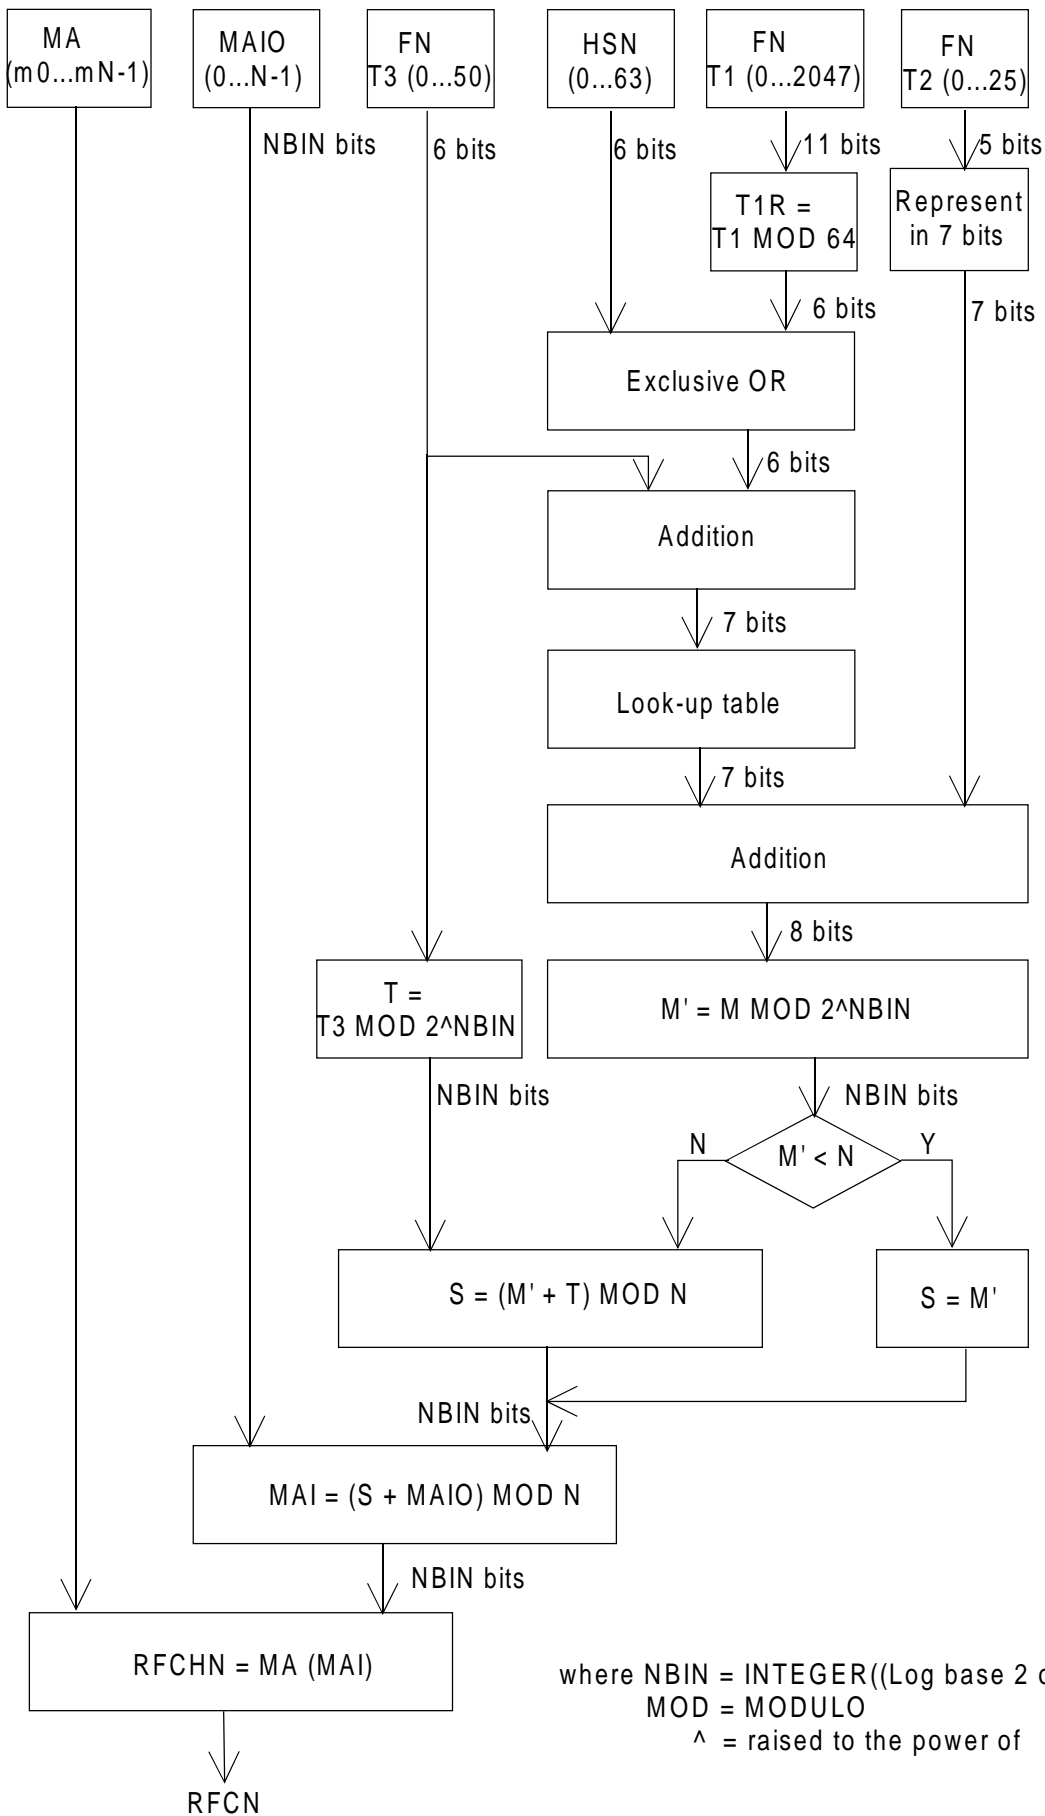 MA
(m0...mN-1)
MAIO
(0...N-1)
FN
T3 (0...50)
HSN
(0...63)
FN
T1 (0...2047)
FN
T2 (0...25)
NBIN bits
6 bits
6 bits
11 bits
5 bits
T1R =
T1 MOD 64
Represent
in 7 bits
6 bits
7 bits
Exclusive OR
6 bits
Addition
7 bits
Look-up table
7 bits
Addition
8 bits
T =
T3 MOD 2^NBIN
M' = M MOD 2^NBIN
NBIN bits
NBIN bits
N
M' < N
Y
S = (M' + T) MOD N
S = M'
NBIN bits
MAI = (S + MAIO) MOD N
NBIN bits
RFCHN = MA (MAI)
where NBIN = INTEGER((Log base 2
MOD = MODULO
^ = raised to the power of
RFCN